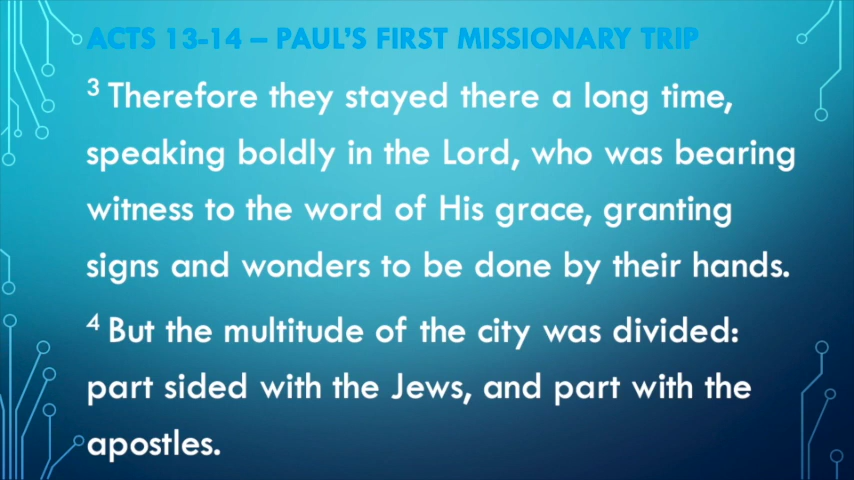 ACTS 13-14 – PAUL'S FIRST MISSIONARY TRIP
3 Therefore they stayed there a long time,
speaking boldly in the Lord, who was bearing
witness to the word of His grace, granting
signs and wonders to be done by their hands.
4 But the multitude of the city was divided:
part sided with the Jews, and part with the
apostles.